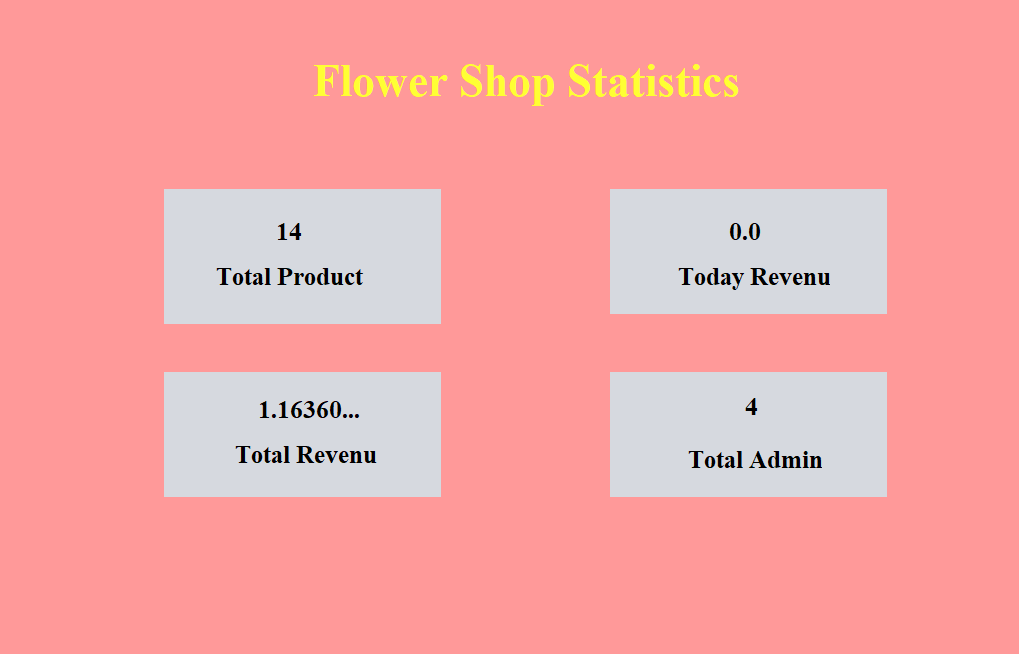 Flower Shop Statistics
14
Total Product
0.0
Today Revenu
1.16360...
Total Revenu
4
Total Admin